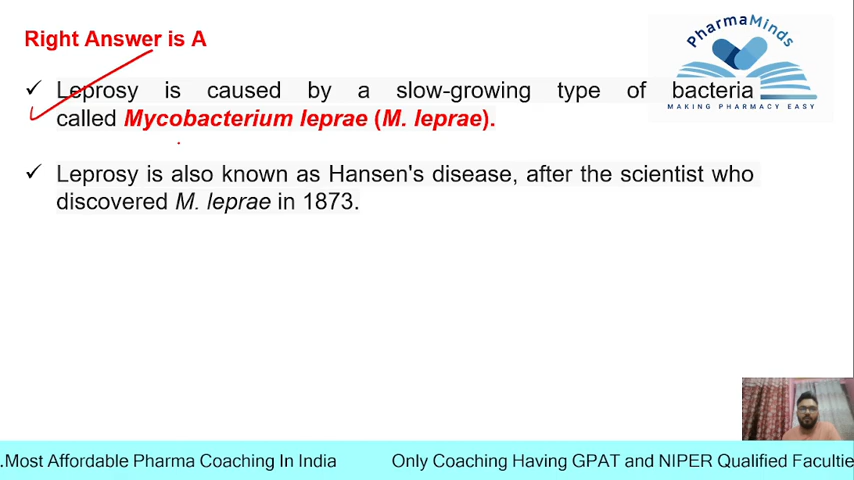 Right Answer is A
PharmaMinds
MAKING PHARMACY EASY
✓ Leprosy is caused by a slow-growing type of bacteria
called Mycobacterium leprae (M. leprae).
✓ Leprosy is also known as Hansen's disease, after the scientist who
discovered M. leprae in 1873.
.Most Affordable Pharma Coaching In India Only Coaching Having GPAT and NIPER Qualified Facultie